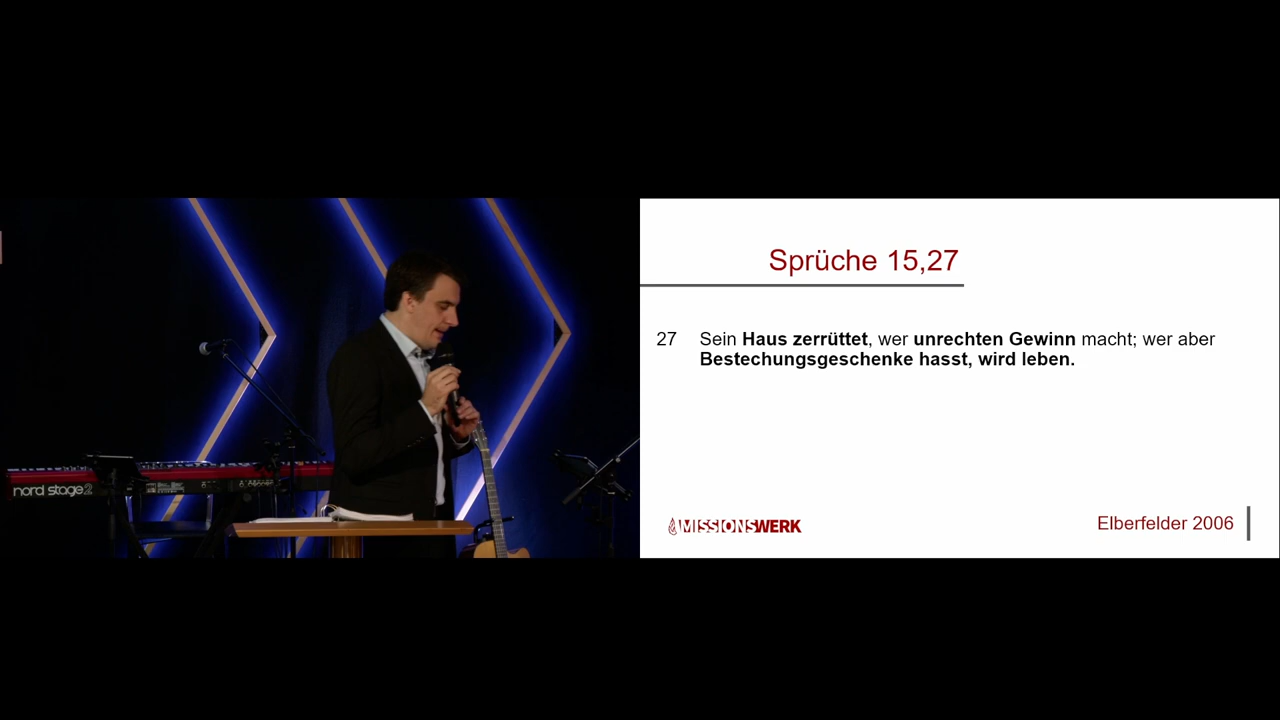 nord stage 2
Sprüche 15,27
27 Sein Haus zerrüttet, wer unrechten Gewinn macht; wer aber
Bestechungsgeschenke hasst, wird leben.
MISSIONSWERK
Elberfelder 2006